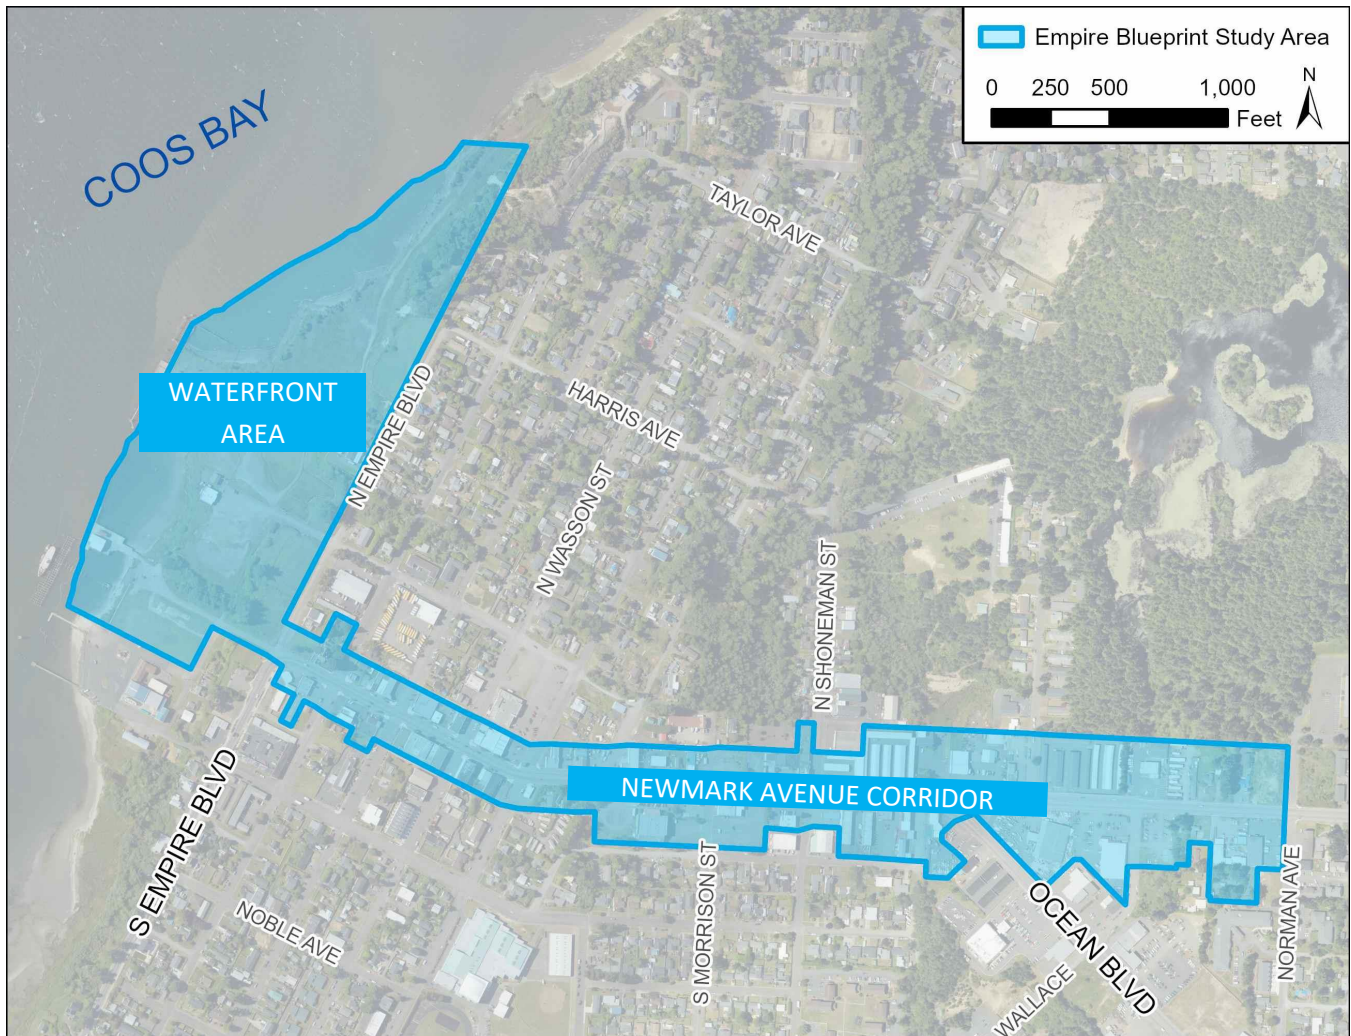 Empire Blueprint Study Area
0 250 500 1,000
Feet
N
COOS BAY
TAYLOR AVE
WATERFRONT
AREA
N EMPIRE BLVD
HARRIS AVE
N WASSON ST
N SHONEMAN ST
NEWMARK AVENUE CORRIDOR
S EMPIRE BLVD
NOBLE AVE
S MORRISON ST
OCEAN BLVD
WALLACE
NORMAN AVE